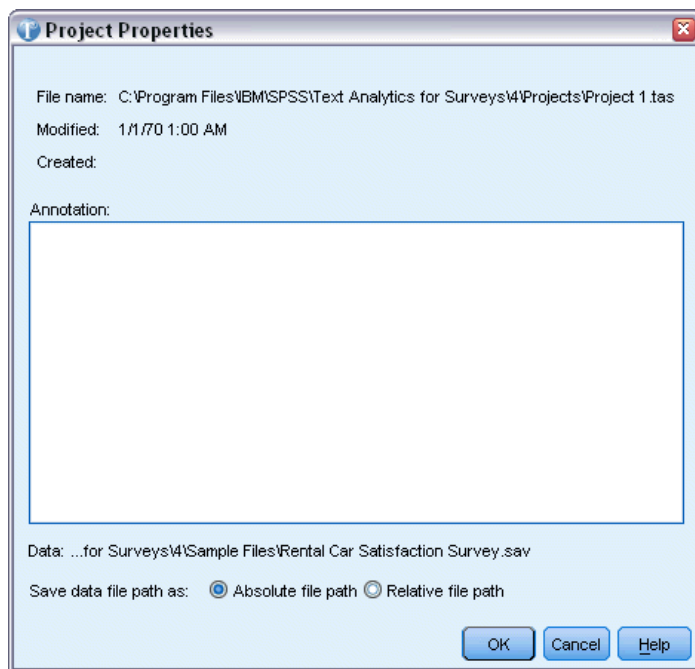 Project Properties
File name: C:\Program Files\IBM\SPSS\Text Analytics for Surveys\4\Projects\Project 1.tas
Modified: 1/1/70 1:00 AM
Created:
Annotation:
Data: ...for Surveys\4\Sample Files\Rental Car Satisfaction Survey.sav
Save data file path as: Absolute file path Relative file path
OK Cancel Help